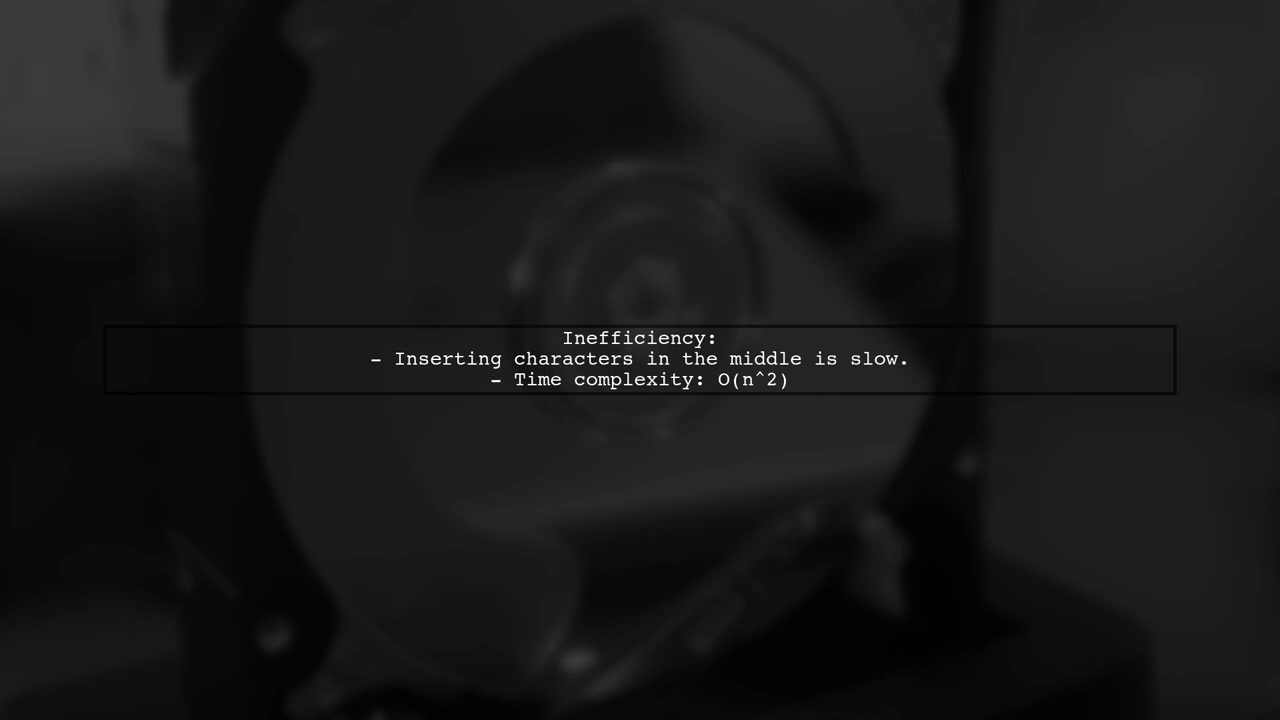 Inefficiency:
- Inserting characters in the middle is slow.
- Time complexity: O(n^2)